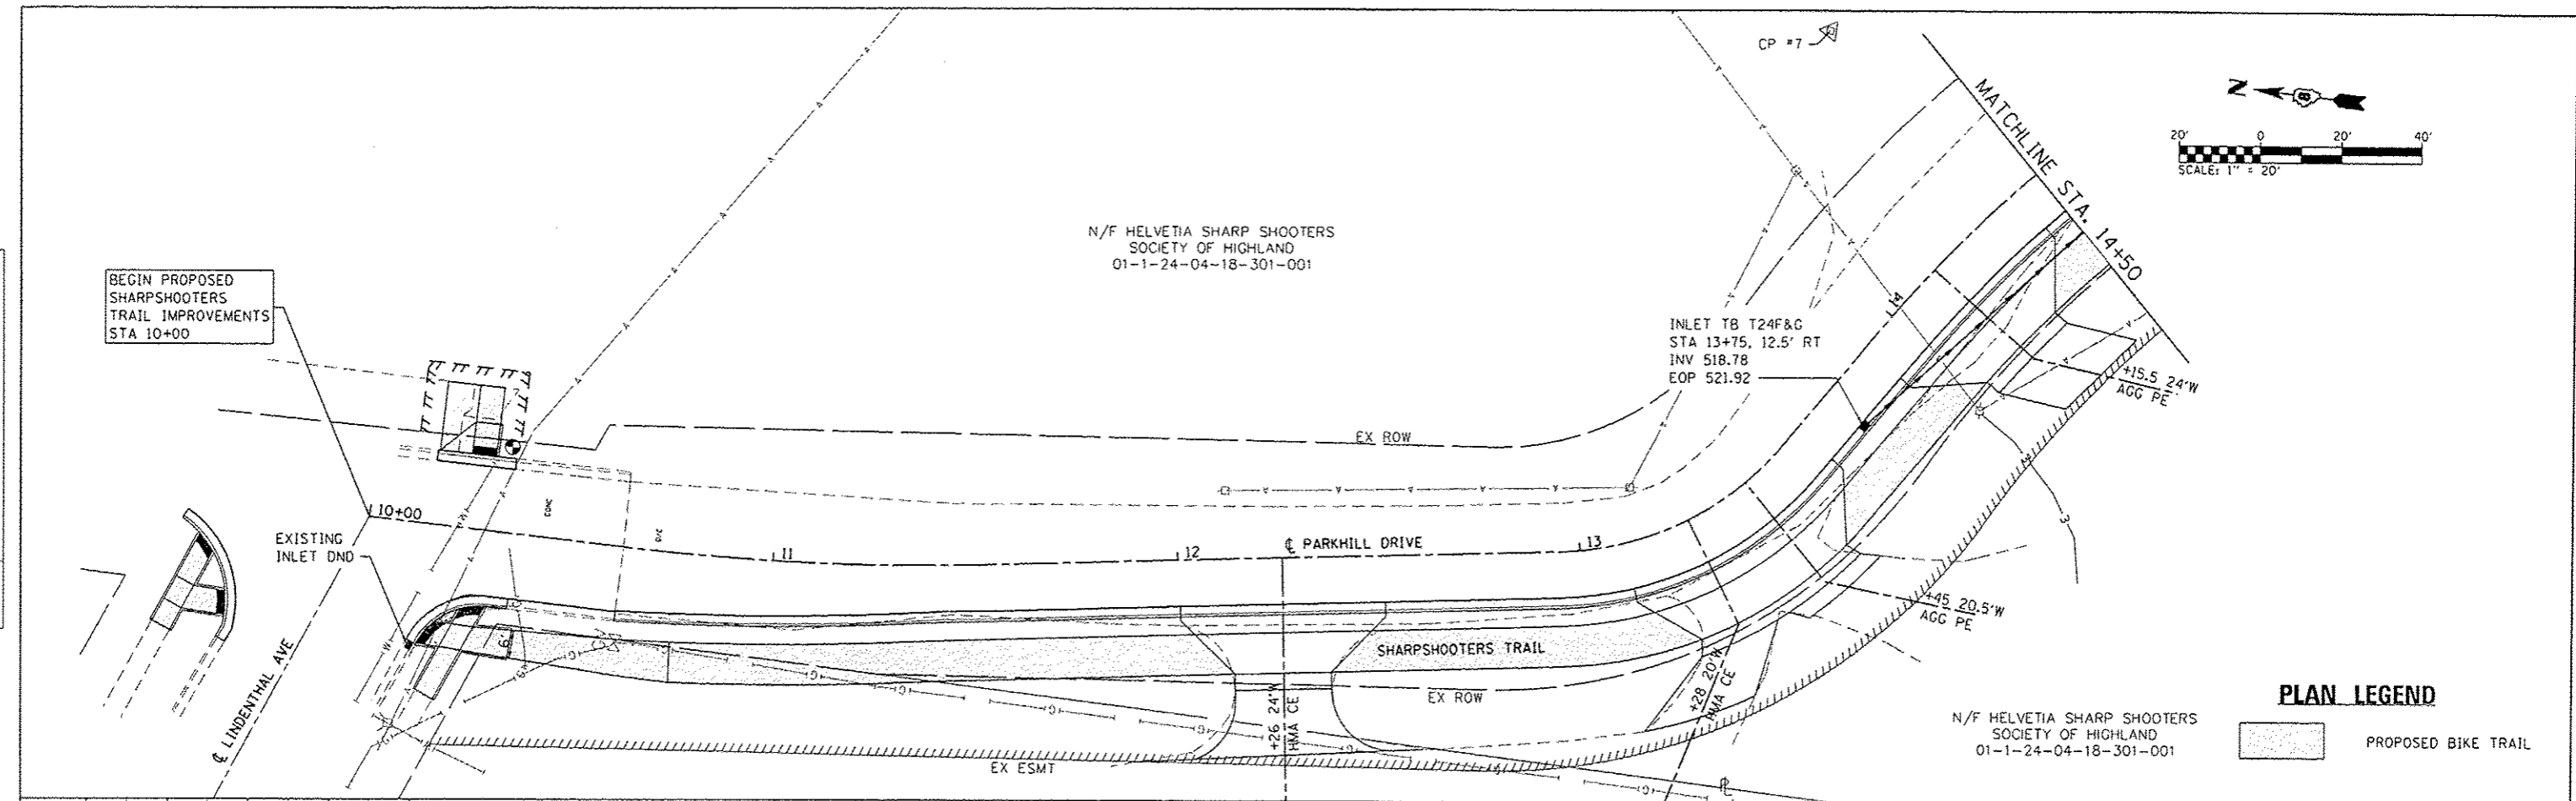 CP #7
MATCHLINE STA. 14+50
N
20' 0 20' 40'
SCALE: 1" = 20'
N/F HELVETIA SHARP SHOOTERS
SOCIETY OF HIGHLAND
01-1-24-04-18-301-001
BEGIN PROPOSED
SHARPSHOOTERS
TRAIL IMPROVEMENTS
STA 10+00
INLET TB T24F&G
STA 13+75, 12.5' RT
INV 518.78
EOP 521.92
14
+15.5 24'W
AGG PE
EX ROW
10+00
EXISTING
INLET DND
11
12
℄ PARKHILL DRIVE
13
+45 20.5'W
AGG PE
6'
SHARPSHOOTERS TRAIL
℄ LINDENTHAL AVE
EX ROW
+26 24'W
HMA CE
+28 20'W
HMA CE
EX ESMT
PLAN LEGEND
N/F HELVETIA SHARP SHOOTERS
SOCIETY OF HIGHLAND
01-1-24-04-18-301-001
PROPOSED BIKE TRAIL